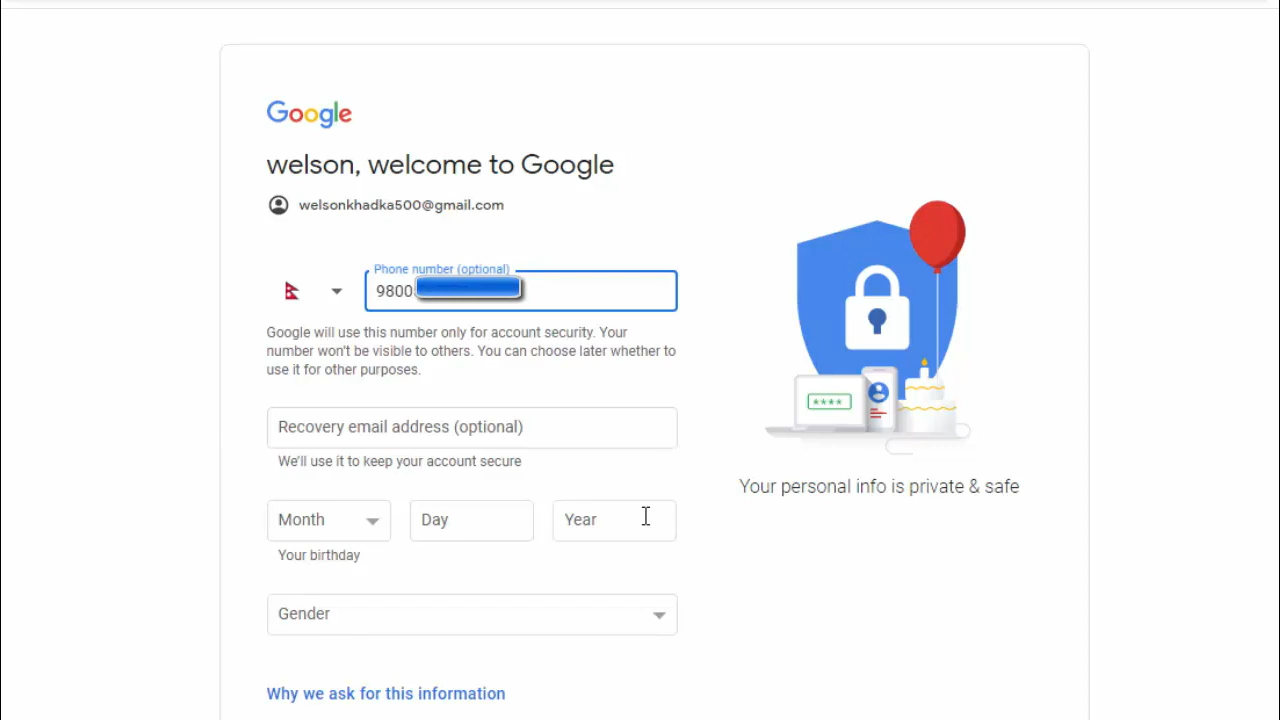 Google
welson, welcome to Google
welsonkhadka500@gmail.com
Phone number (optional)
9800
Google will use this number only for account security. Your
number won't be visible to others. You can choose later whether to
use it for other purposes.
Recovery email address (optional)
We'll use it to keep your account secure
Month Day Year
Your birthday
Gender
Why we ask for this information
****
Your personal info is private & safe